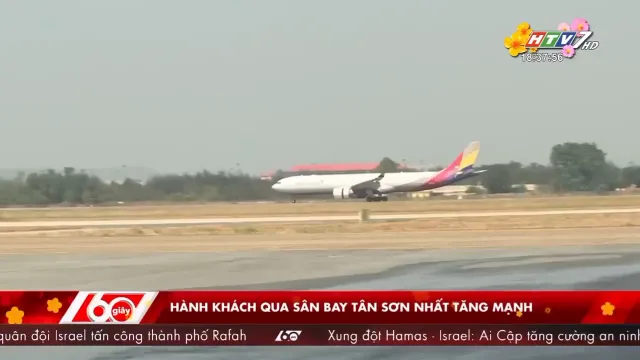 HTV7 HD
18:37:56
60 giây
HÀNH KHÁCH QUA SÂN BAY TÂN SƠN NHẤT TĂNG MẠNH
quân đội Israel tấn công thành phố Rafah 60 Xung đột Hamas - Israel: Ai Cập tăng cường an ninh